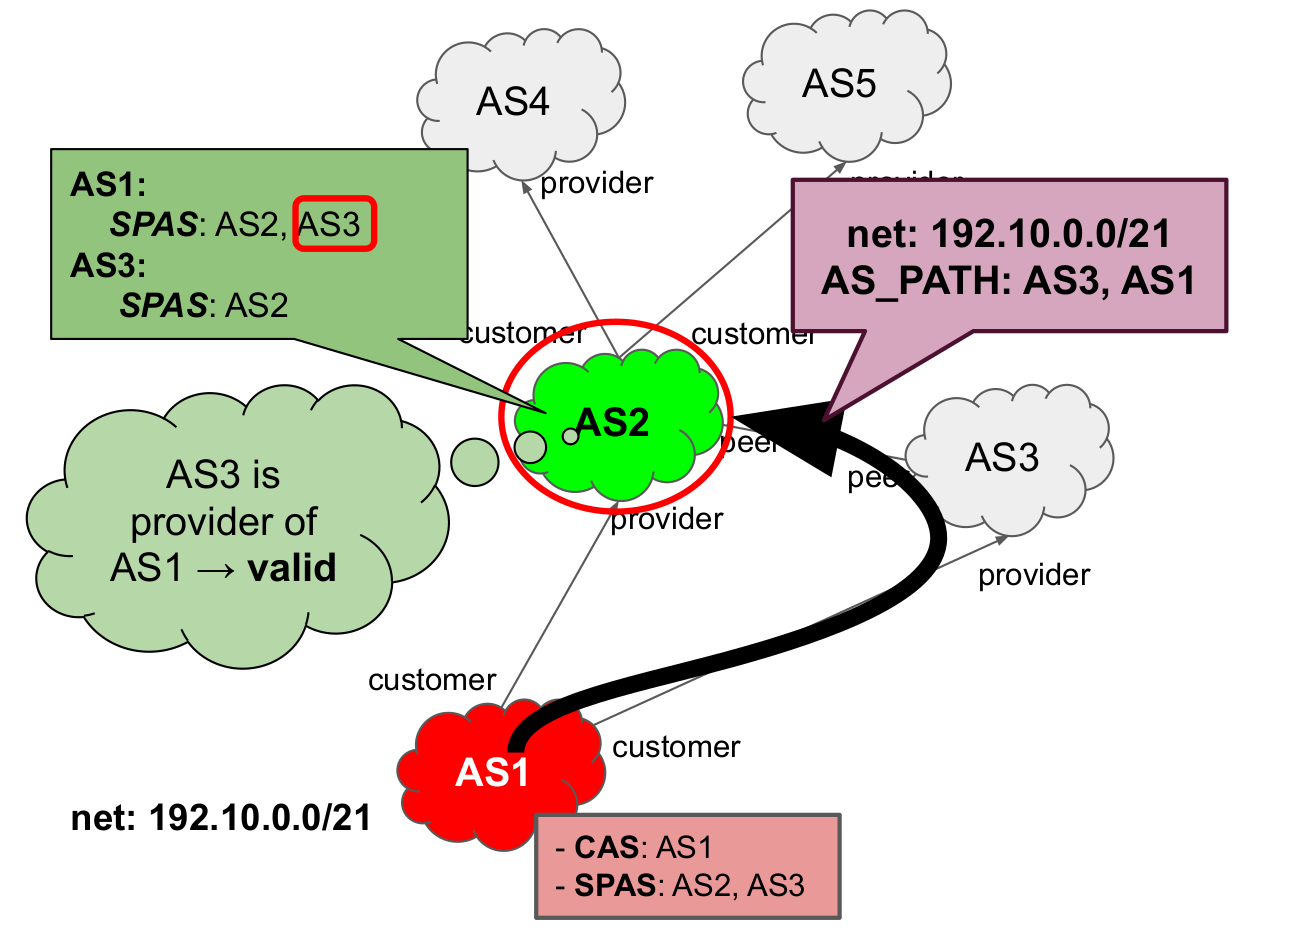 AS4
AS5
provider
provider
AS1:
SPAS: AS2, AS3
AS3:
SPAS: AS2
net: 192.10.0.0/21
AS_PATH: AS3, AS1
customer
customer
AS2
peer
peer
AS3
AS3 is
provider of
AS1 → valid
provider
provider
customer
customer
AS1
net: 192.10.0.0/21
- CAS: AS1
- SPAS: AS2, AS3